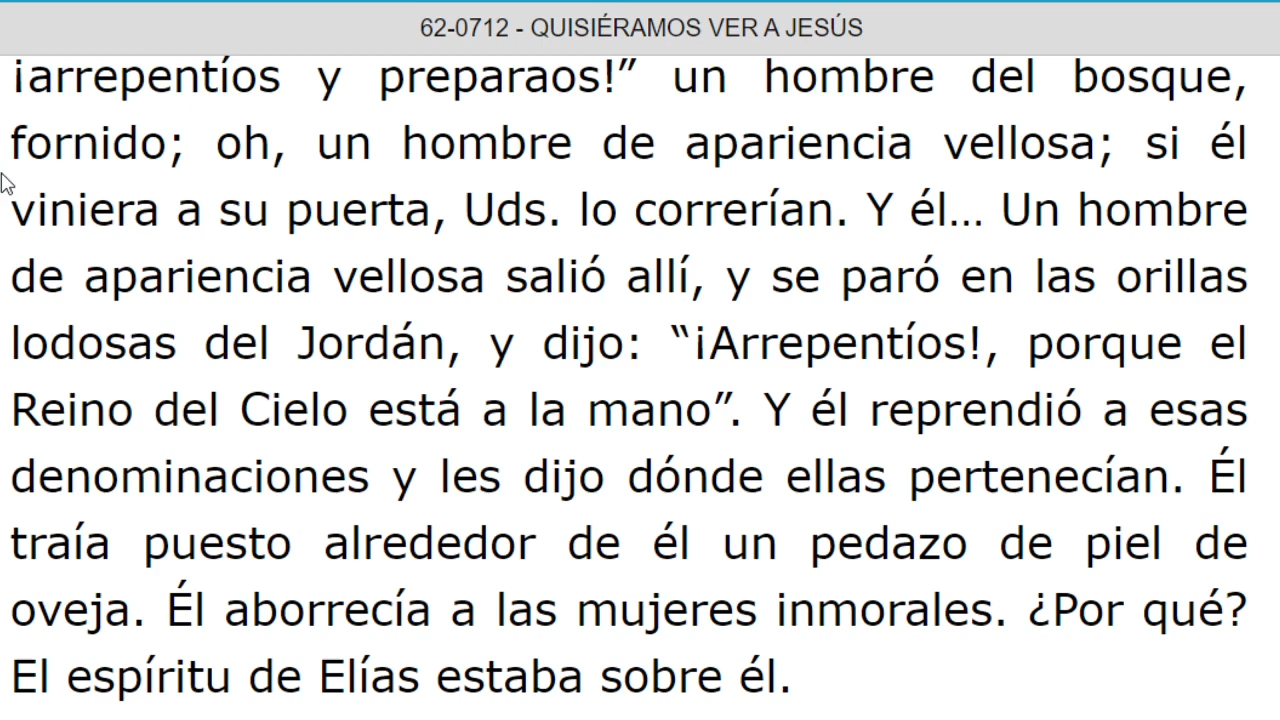 62-0712 - QUISIÉRAMOS VER A JESÚS
¡arrepentíos y preparaos!” un hombre del bosque,
fornido; oh, un hombre de apariencia vellosa; si él
viniera a su puerta, Uds. lo correrían. Y él... Un hombre
de apariencia vellosa salió allí, y se paró en las orillas
lodosas del Jordán, y dijo: “¡Arrepentíos!, porque el
Reino del Cielo está a la mano”. Y él reprendió a esas
denominaciones y les dijo dónde ellas pertenecían. Él
traía puesto alrededor de él un pedazo de piel de
oveja. Él aborrecía a las mujeres inmorales. ¿Por qué?
El espíritu de Elías estaba sobre él.